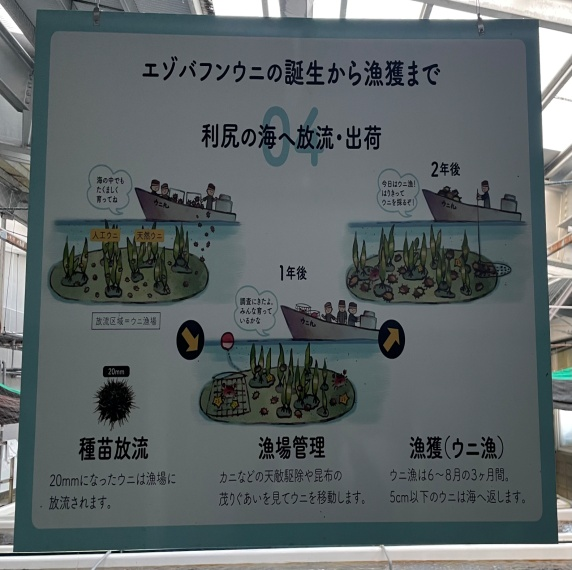 エゾバフンウニの誕生から漁獲まで
04
利尻の海へ放流・出荷
海の中でも
たくましく
育ってね
ウニ丸
人工ウニ
天然ウニ
放流区域=ウニ漁場
20mm
種苗放流
20mmになったウニは漁場に
放流されます。
1年後
調査にきたよ、
みんな育って
いるかな
ウニ丸
漁場管理
カニなどの天敵駆除や昆布の
茂りぐあいを見てウニを移動します。
2年後
今日はウニ漁!
はりきって
ウニを採るぞ!
ウニ丸
漁獲(ウニ漁)
ウニ漁は6〜8月の3ヶ月間。
5cm以下のウニは海へ返します。